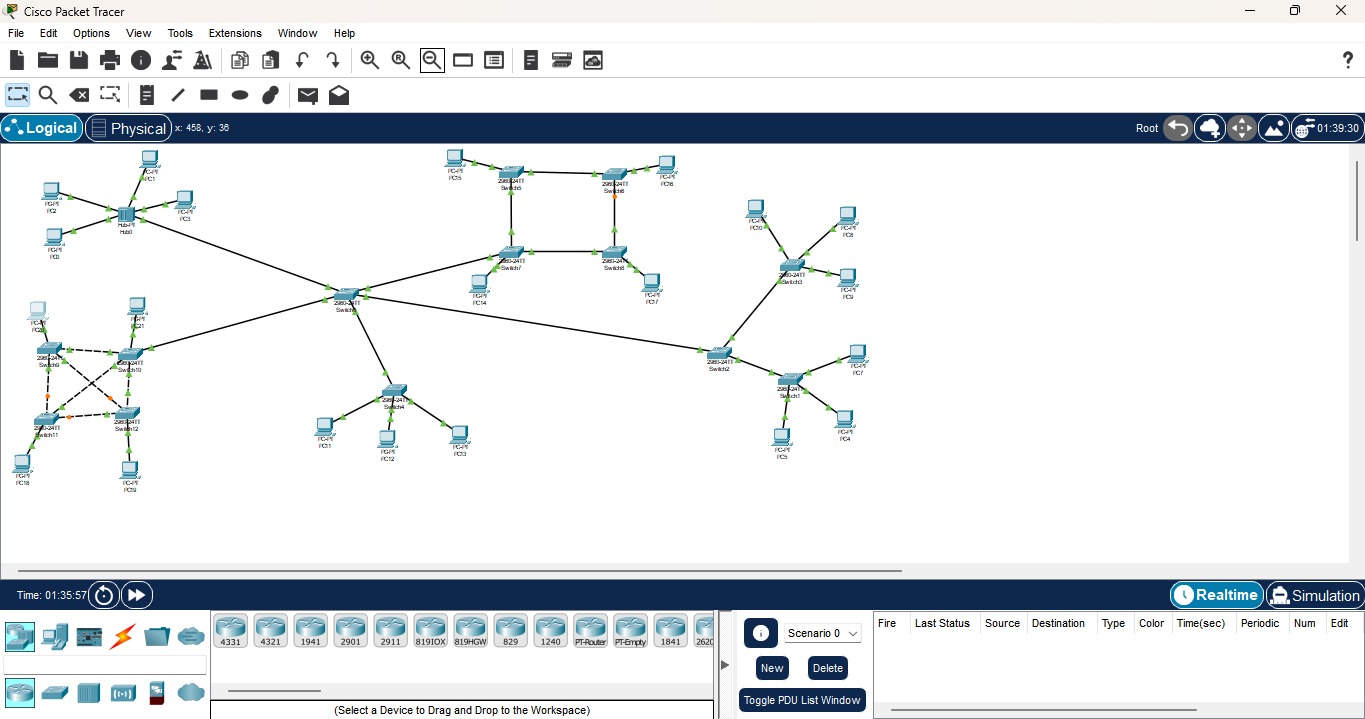 Cisco Packet Tracer
File Edit Options View Tools Extensions Window Help
Logical Physical x: 458, y: 36 Root 01:39:30
PC-PT
PC1
PC-PT
PC2
PC-PT
PC3
Hub-PT
Hub0
PC-PT
PC0
PC-PT
PC15
2960-24TT
Switch5
2960-24TT
Switch6
PC-PT
PC16
2960-24TT
Switch7
2960-24TT
Switch8
PC-PT
PC14
PC-PT
PC17
PC-PT
PC10
PC-PT
PC8
2960-24TT
Switch3
PC-PT
PC9
2960-24TT
PC-PT
PC-PT
PC21
2960-24TT
Switch9
2960-24TT
Switch10
2960-24TT
Switch11
2960-24TT
Switch12
PC-PT
PC18
PC-PT
PC19
2960-24TT
Switch4
PC-PT
PC11
PC-PT
PC12
PC-PT
PC13
2960-24TT
Switch2
2960-24TT
Switch1
PC-PT
PC7
PC-PT
PC4
PC-PT
PC5
Time: 01:35:57 Realtime Simulation
4331 4321 1941 2901 2911 819IOX 819HGW 829 1240 PT-Router PT-Empty 1841 2620
(Select a Device to Drag and Drop to the Workspace)
Scenario 0
New Delete
Toggle PDU List Window
Fire Last Status Source Destination Type Color Time(sec) Periodic Num Edit